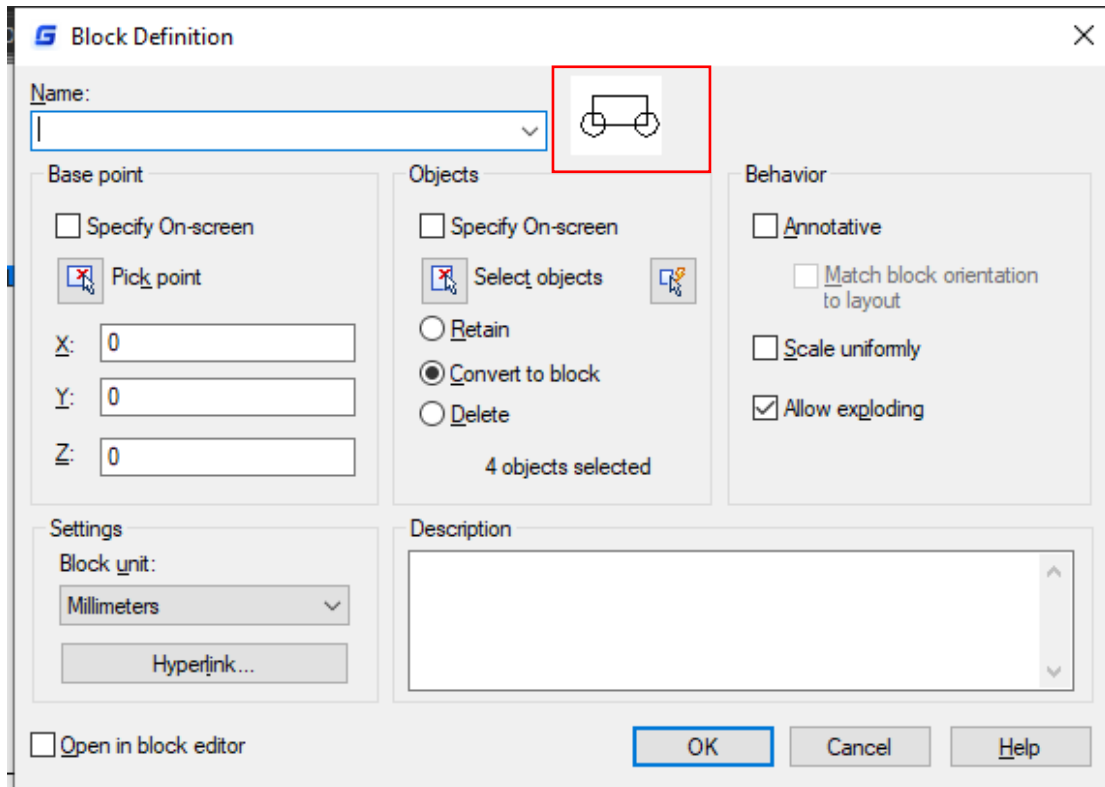 Block Definition
Name:
Base point
Specify On-screen
Pick point
X: 0
Y: 0
Z: 0
Objects
Specify On-screen
Select objects
Retain
Convert to block
Delete
4 objects selected
Behavior
Annotative
Match block orientation
to layout
Scale uniformly
Allow exploding
Settings
Block unit:
Millimeters
Hyperlink...
Description
Open in block editor
OK
Cancel
Help